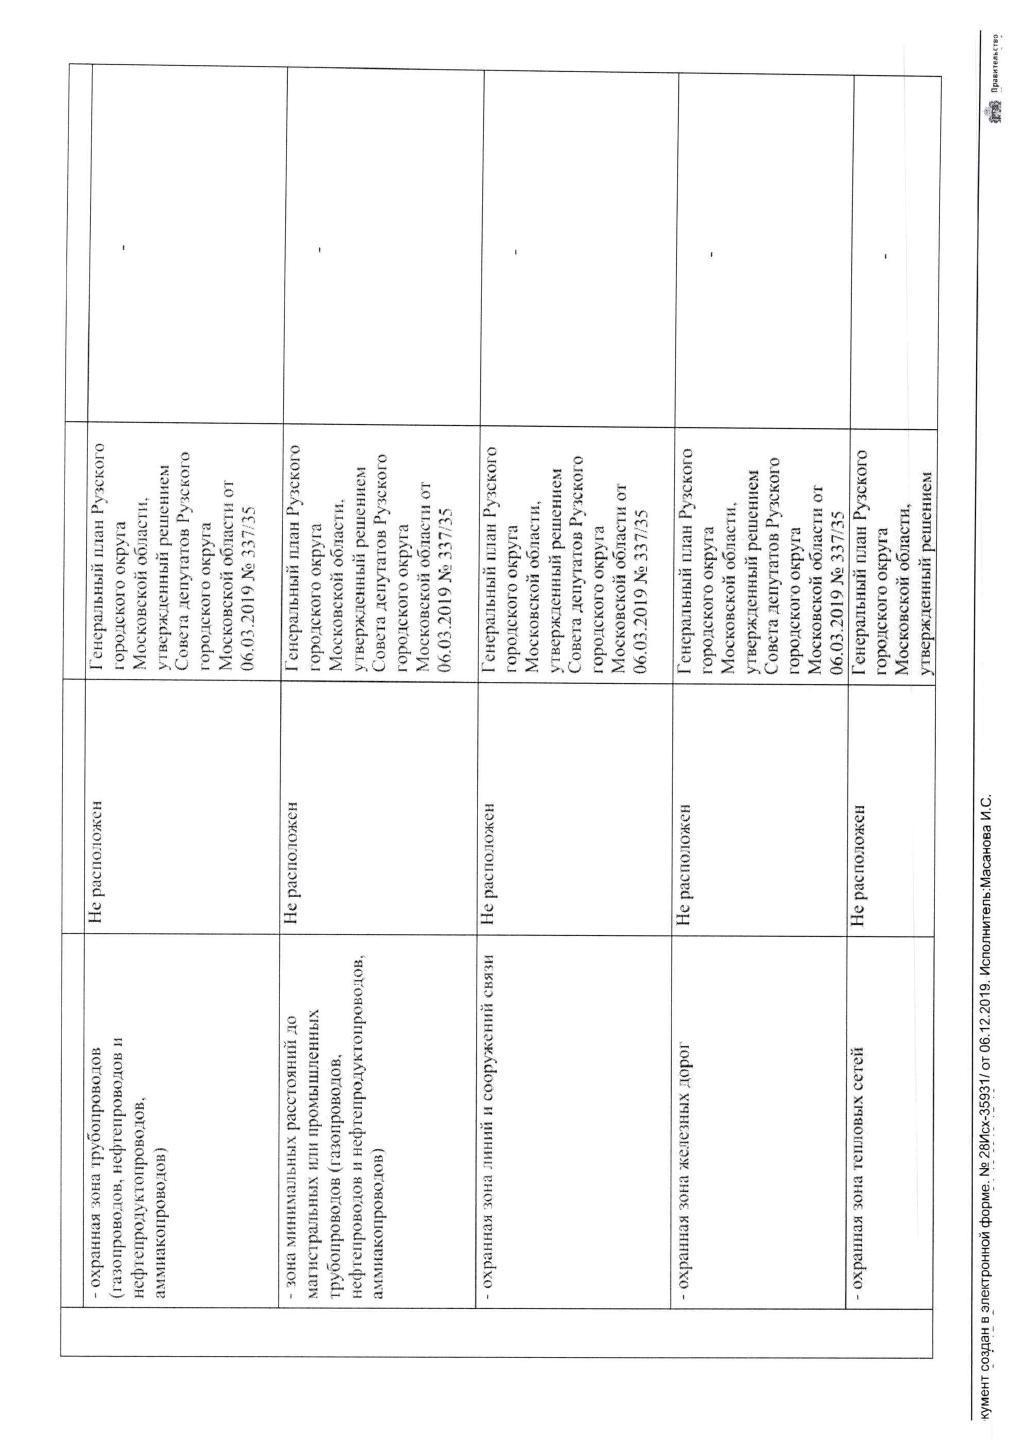 - охранная зона трубопроводов
(газопроводов, нефтепроводов и
нефтепродуктопроводов,
аммиакопроводов)
Не расположен
Генеральный план Рузского
городского округа
Московской области,
утвержденный решением
Совета депутатов Рузского
городского округа
Московской области от
06.03.2019 № 337/35
-
- зона минимальных расстояний до
магистральных или промышленных
трубопроводов (газопроводов,
нефтепроводов и нефтепродуктопроводов,
аммиакопроводов)
Не расположен
Генеральный план Рузского
городского округа
Московской области,
утвержденный решением
Совета депутатов Рузского
городского округа
Московской области от
06.03.2019 № 337/35
-
- охранная зона линий и сооружений связи
Не расположен
Генеральный план Рузского
городского округа
Московской области,
утвержденный решением
Совета депутатов Рузского
городского округа
Московской области от
06.03.2019 № 337/35
-
- охранная зона железных дорог
Не расположен
Генеральный план Рузского
городского округа
Московской области,
утвержденный решением
Совета депутатов Рузского
городского округа
Московской области от
06.03.2019 № 337/35
-
- охранная зона тепловых сетей
Не расположен
Генеральный план Рузского
городского округа
Московской области,
утвержденный решением
-
кумент создан в электронной форме. № 28Исх-35931/ от 06.12.2019. Исполнитель:Масанова И.С.
Правительство